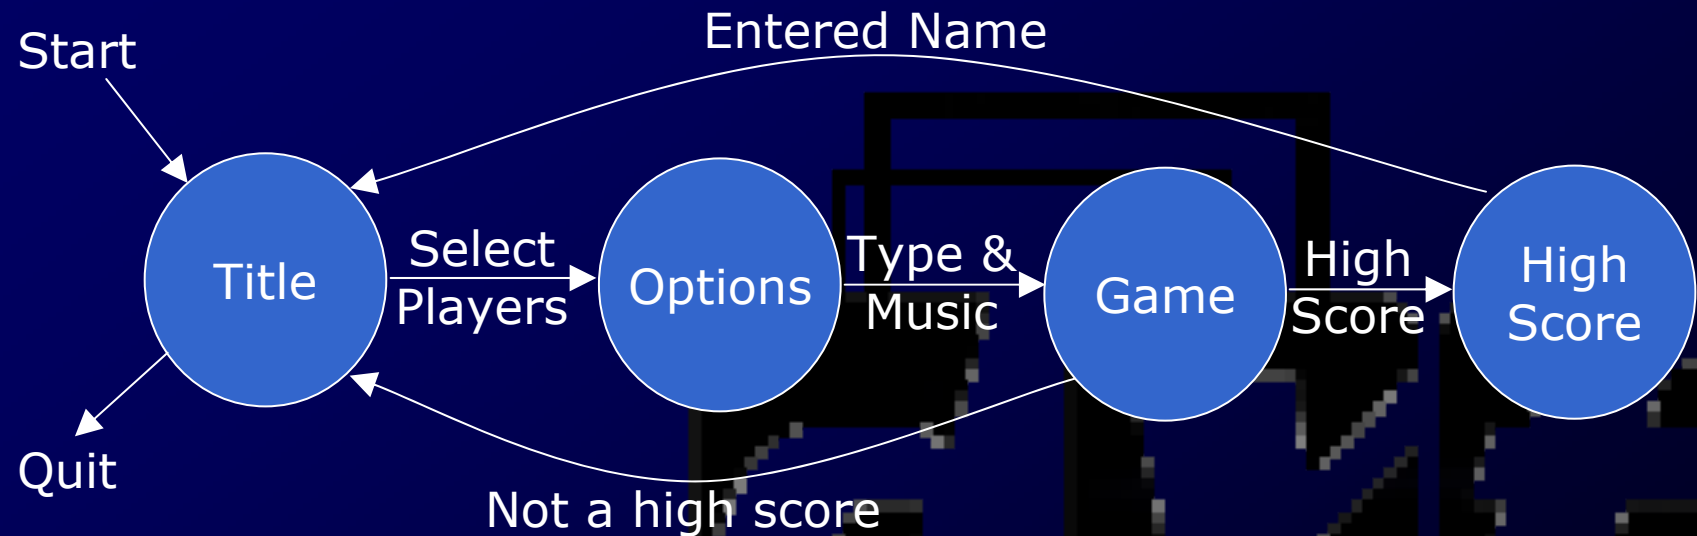 Entered Name
Start
Title
Select
Players
Options
Type &
Music
Game
High
Score
High
Score
Quit
Not a high score